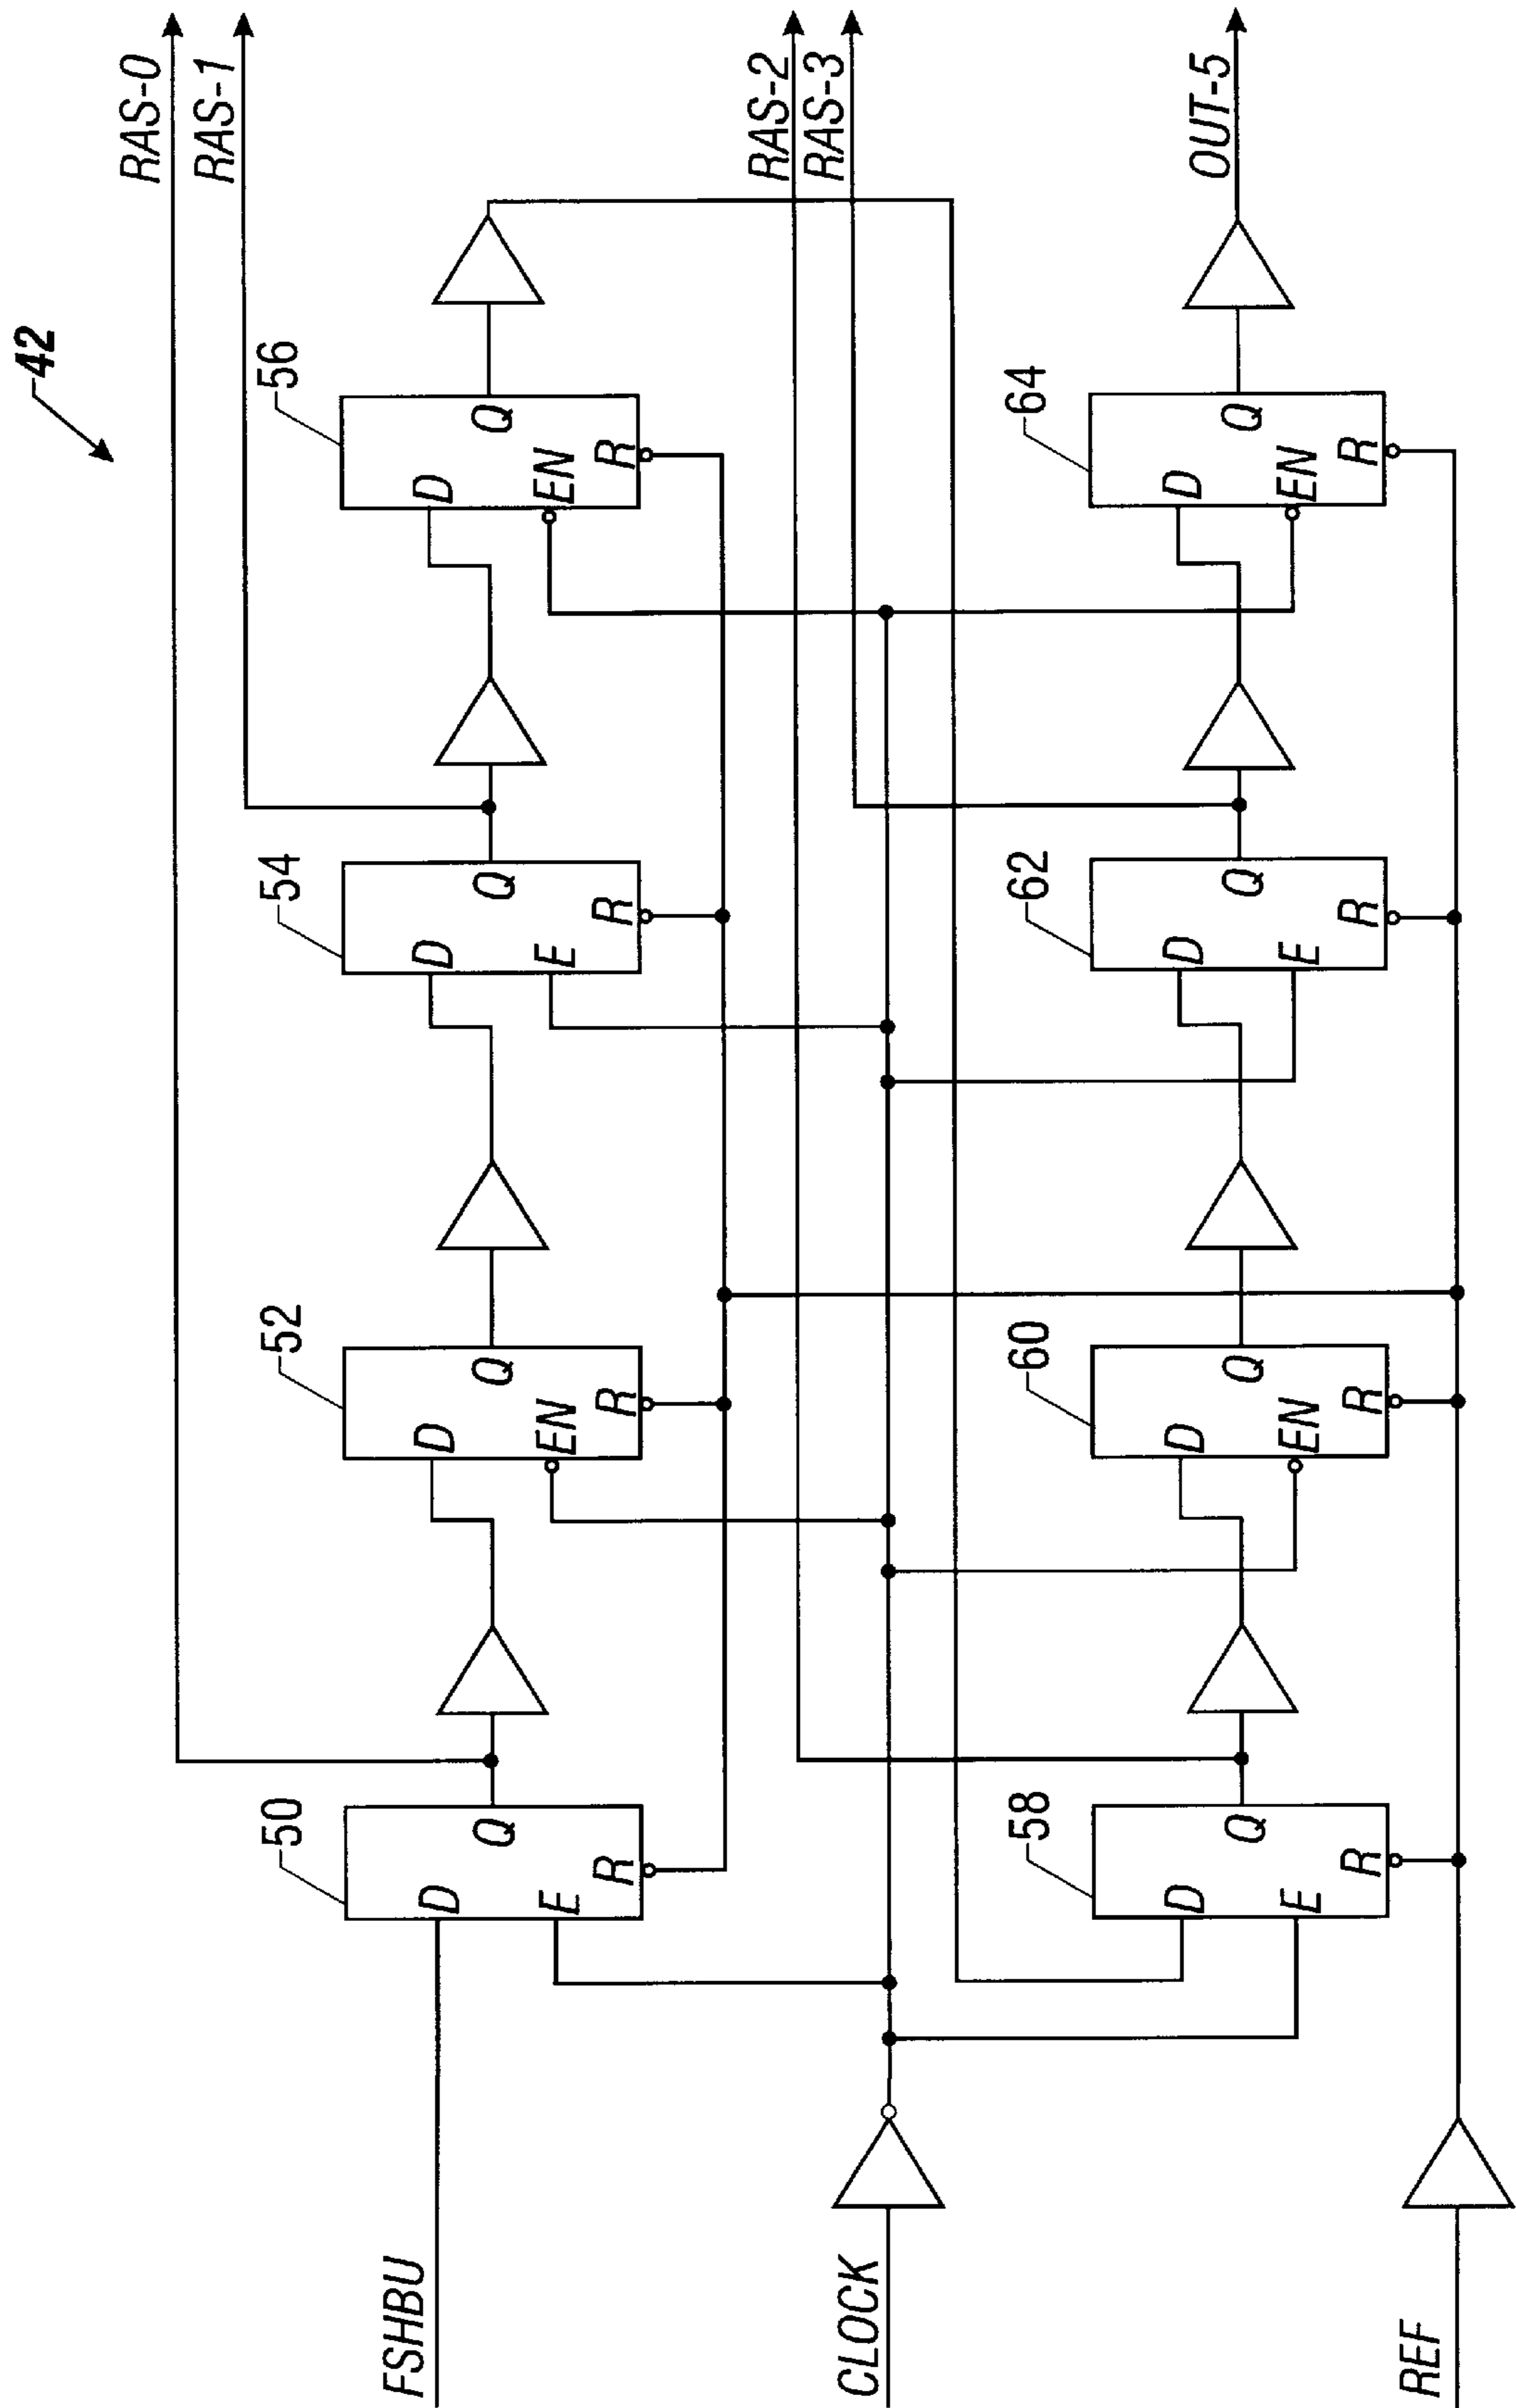 42
RAS-0
RAS-1
50
D
E
Q
R
52
D
EN
Q
R
54
D
E
Q
R
56
D
EN
Q
R
RAS-2
RAS-3
58
D
E
Q
R
60
D
EN
Q
R
62
D
E
Q
R
64
D
EN
Q
R
OUT-5
FSHBU
CLOCK
REF